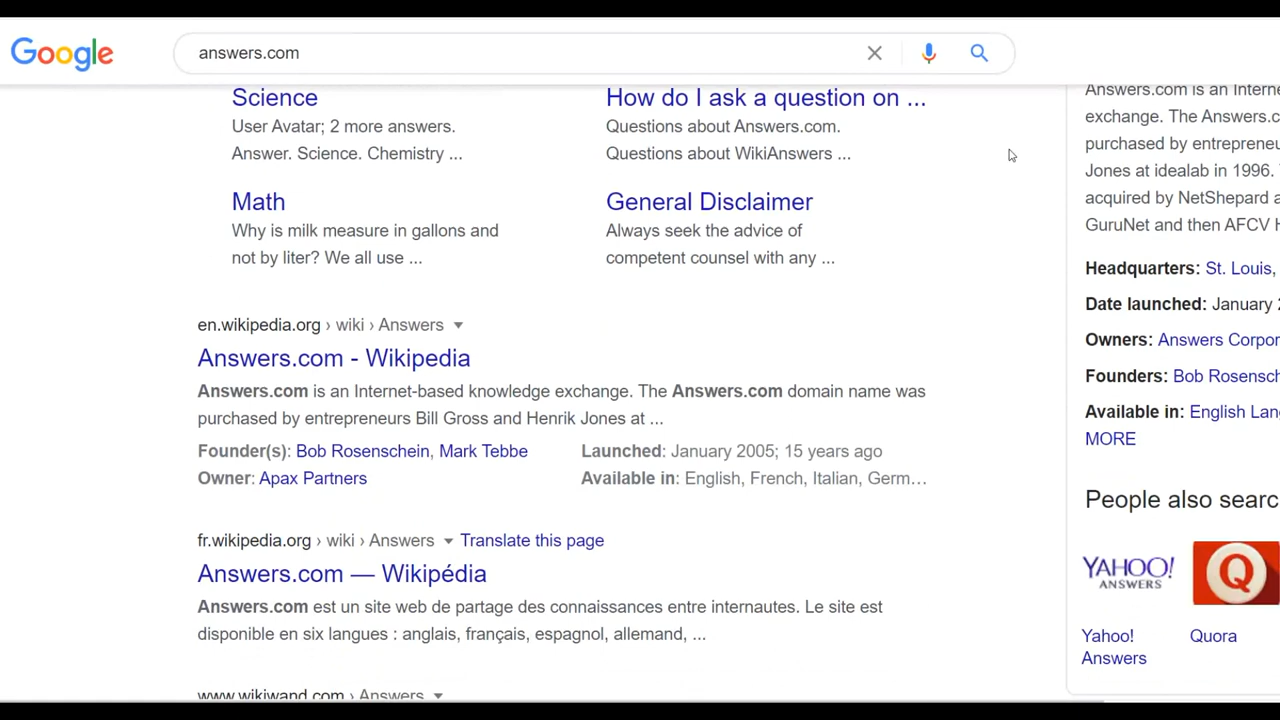 Google
answers.com
Science
User Avatar; 2 more answers.
Answer. Science. Chemistry ...
How do I ask a question on ...
Questions about Answers.com.
Questions about WikiAnswers ...
Math
Why is milk measure in gallons and
not by liter? We all use ...
General Disclaimer
Always seek the advice of
competent counsel with any ...
en.wikipedia.org › wiki › Answers
Answers.com - Wikipedia
Answers.com is an Internet-based knowledge exchange. The Answers.com domain name was
purchased by entrepreneurs Bill Gross and Henrik Jones at ...
Founder(s): Bob Rosenschein, Mark Tebbe
Launched: January 2005; 15 years ago
Owner: Apax Partners
Available in: English, French, Italian, Germ...
fr.wikipedia.org › wiki › Answers Translate this page
Answers.com — Wikipédia
Answers.com est un site web de partage des connaissances entre internautes. Le site est
disponible en six langues : anglais, français, espagnol, allemand, ...
www.wikiwand.com › Answers
Answers.com is an Interne
exchange. The Answers.c
purchased by entrepreneu
Jones at idealab in 1996.
acquired by NetShepard a
GuruNet and then AFCV H
Headquarters: St. Louis,
Date launched: January 2
Owners: Answers Corpor
Founders: Bob Rosensch
Available in: English Lan
MORE
People also searc
YAHOO!
ANSWERS
Q
Yahoo!
Answers
Quora